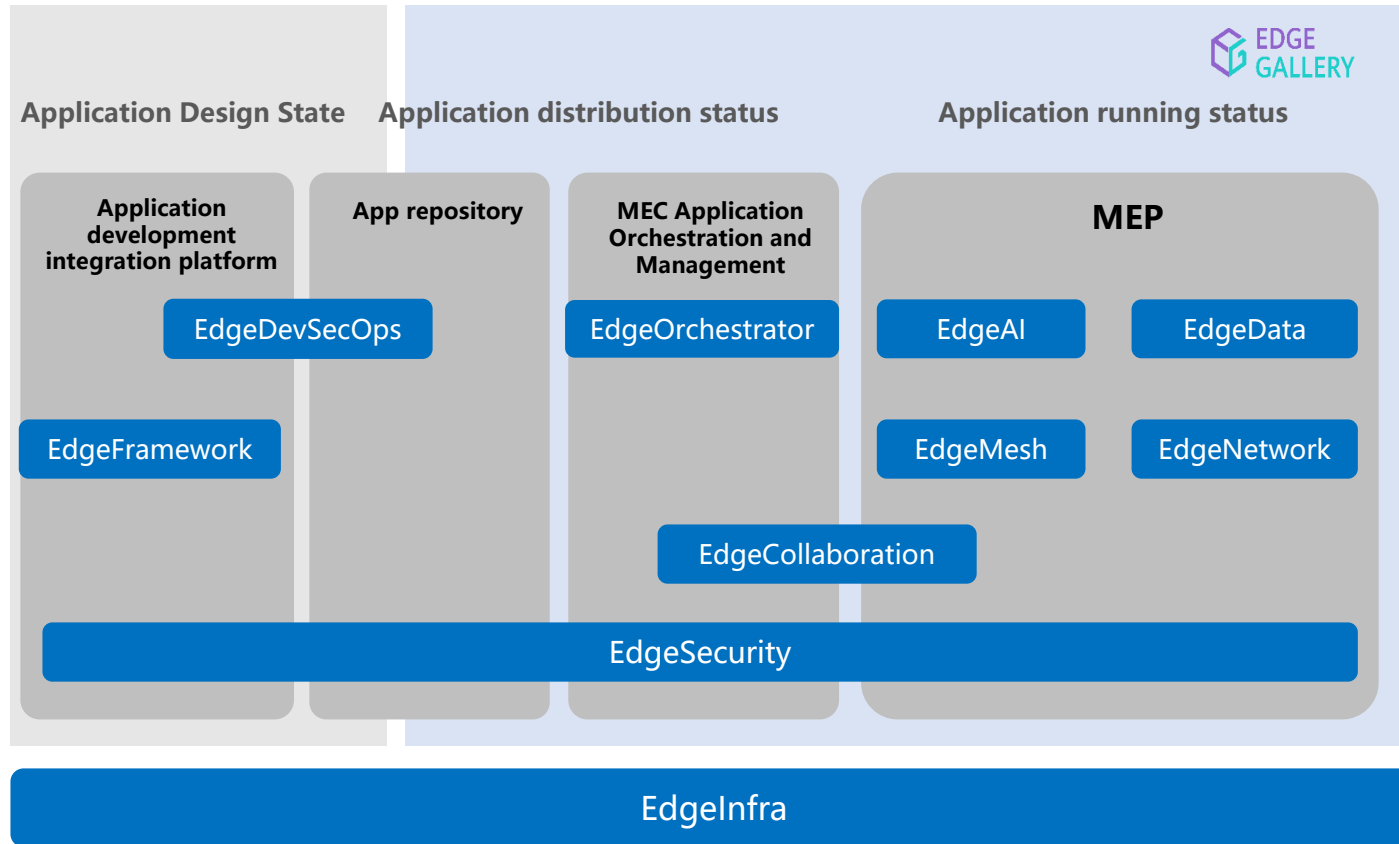 EDGE
GALLERY
Application Design State
Application distribution status
Application running status
Application
development
integration platform
App repository
MEC Application
Orchestration and
Management
MEP
EdgeDevSecOps
EdgeOrchestrator
EdgeAI
EdgeData
EdgeFramework
EdgeMesh
EdgeNetwork
EdgeCollaboration
EdgeSecurity
EdgeInfra